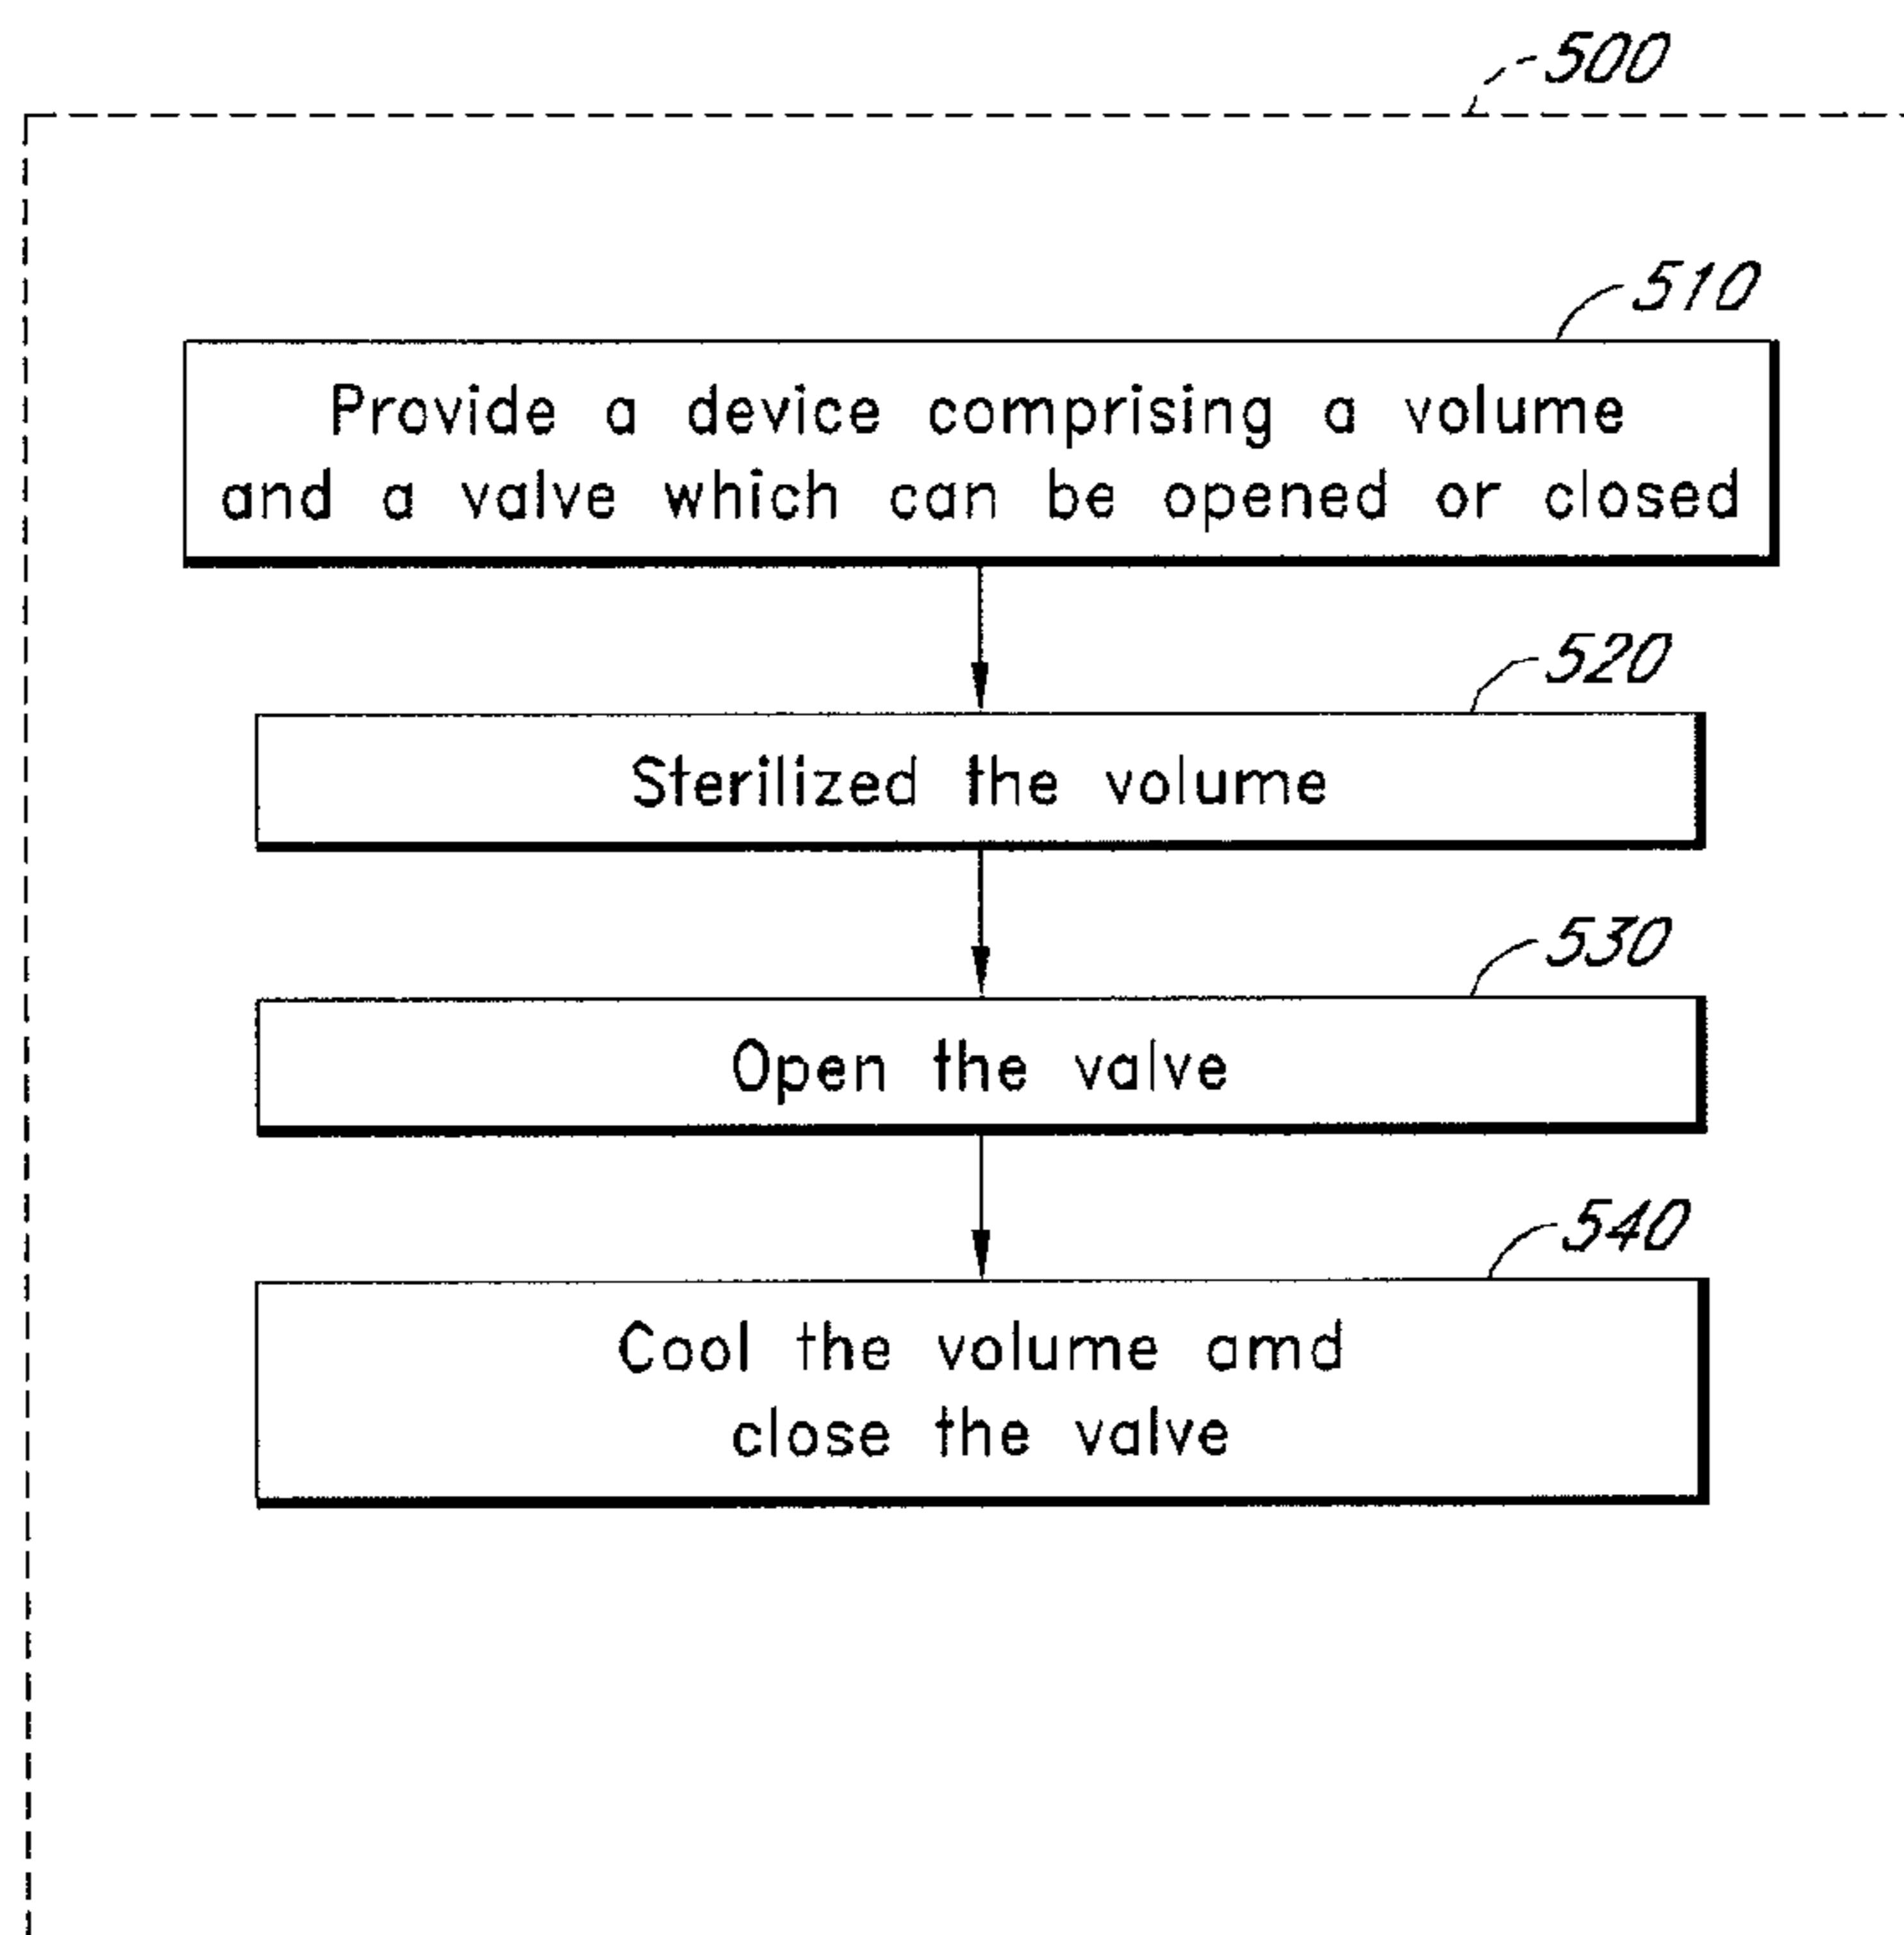 500
510
Provide a device comprising a volume
and a valve which can be opened or closed
520
Sterilized the volume
530
Open the valve
540
Cool the volume amd
close the valve